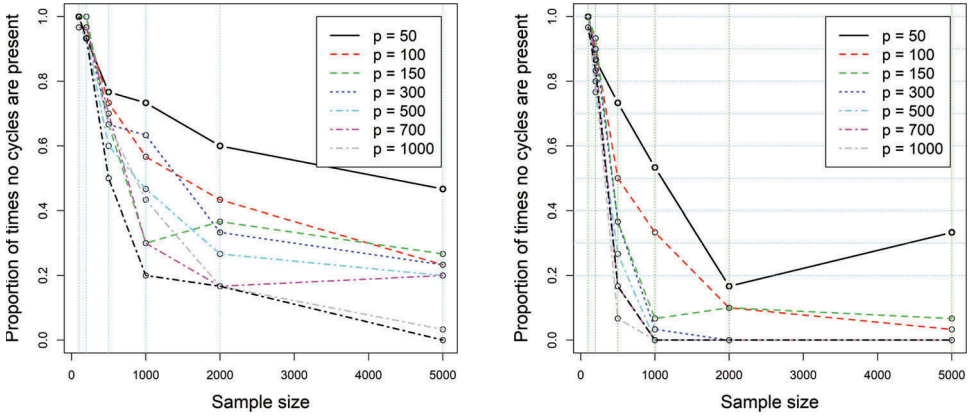 Proportion of times no cycles are present
1.0
0.8
0.6
0.4
0.2
0.0
p = 50
p = 100
p = 150
p = 300
p = 500
p = 700
p = 1000
0 1000 2000 3000 4000 5000
Sample size
Proportion of times no cycles are present
1.0
0.8
0.6
0.4
0.2
0.0
p = 50
p = 100
p = 150
p = 300
p = 500
p = 700
p = 1000
0 1000 2000 3000 4000 5000
Sample size